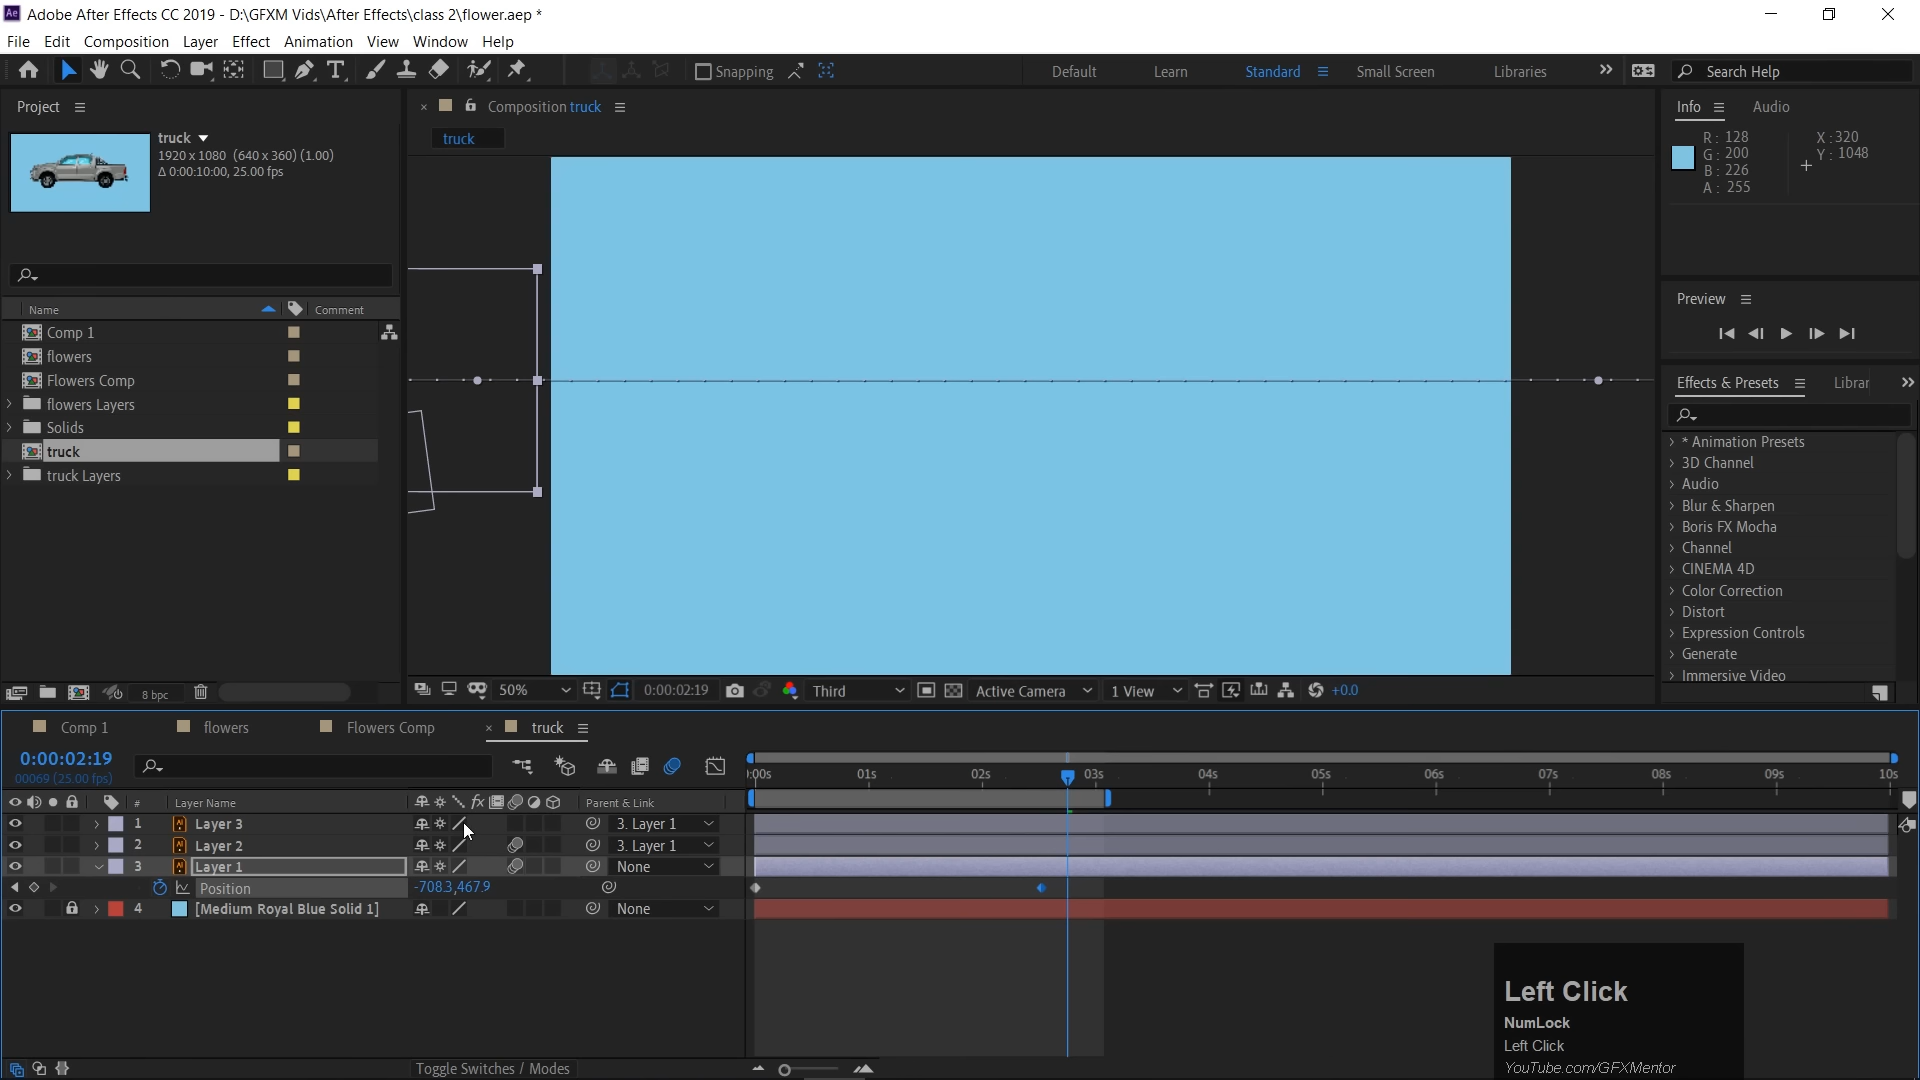 Ae Adobe After Effects CC 2019 - D:\GFXM Vids\After Effects\class 2\flower.aep *
File Edit Composition Layer Effect Animation View Window Help
Snapping Default Learn Standard Small Screen Libraries Search Help
Project
Composition truck
Info Audio
truck
truck
1920 x 1080 (640 x 360) (1.00)
Δ 0:00:10:00, 25.00 fps
R: 128
G: 200
B: 226
A: 255
X: 320
Y: 1048
Preview
Name Comment
Comp 1
flowers
Flowers Comp
flowers Layers
Solids
truck
truck Layers
Effects & Presets Librar
* Animation Presets
3D Channel
Audio
Blur & Sharpen
Boris FX Mocha
Channel
CINEMA 4D
Color Correction
Distort
Expression Controls
Generate
Immersive Video
8 bpc
50% 0:00:02:19 Third Active Camera 1 View +0.0
Comp 1 flowers Flowers Comp truck
0:00:02:19
00069 (25.00 fps)
:00s 01s 02s 03s 04s 05s 06s 07s 08s 09s 10s
# Layer Name fx Parent & Link
1 Layer 3 3. Layer 1
2 Layer 2 3. Layer 1
3 Layer 1 None
Position -708.3,467.9
4 [Medium Royal Blue Solid 1] None
Left Click
NumLock
Left Click
YouTube.com/GFXMentor
Toggle Switches / Modes